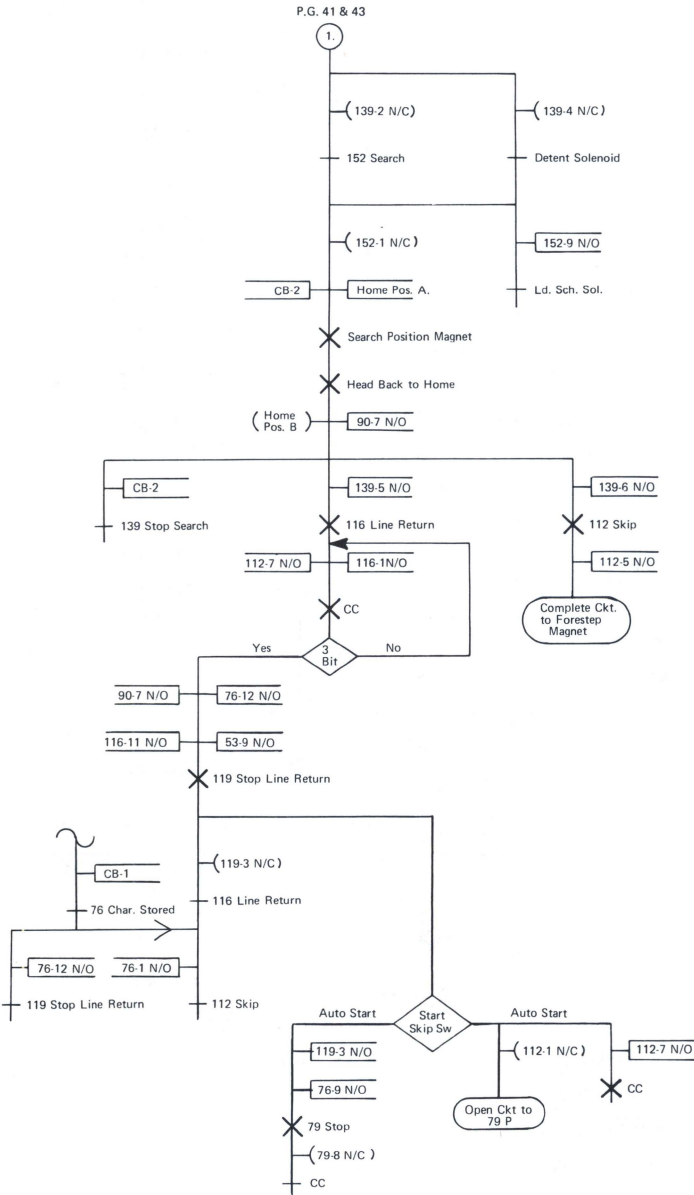 P.G. 41 & 43
1.
(139-2 N/C)
(139-4 N/C)
152 Search
Detent Solenoid
(152-1 N/C)
152-9 N/O
CB-2
Home Pos. A.
Ld. Sch. Sol.
Search Position Magnet
Head Back to Home
(Home
Pos. B)
90-7 N/O
CB-2
139-5 N/O
139-6 N/O
139 Stop Search
116 Line Return
112 Skip
112-7 N/O
116-1N/O
112-5 N/O
CC
Complete Ckt.
to Forestep
Magnet
Yes
3
Bit
No
90-7 N/O
76-12 N/O
116-11 N/O
53-9 N/O
119 Stop Line Return
CB-1
(119-3 N/C)
76 Char. Stored
116 Line Return
76-12 N/O
76-1 N/O
119 Stop Line Return
112 Skip
Auto Start
Start
Skip Sw
Auto Start
119-3 N/O
(112-1 N/C)
112-7 N/O
76-9 N/O
CC
Open Ckt to
79 P
79 Stop
(79-8 N/C )
CC